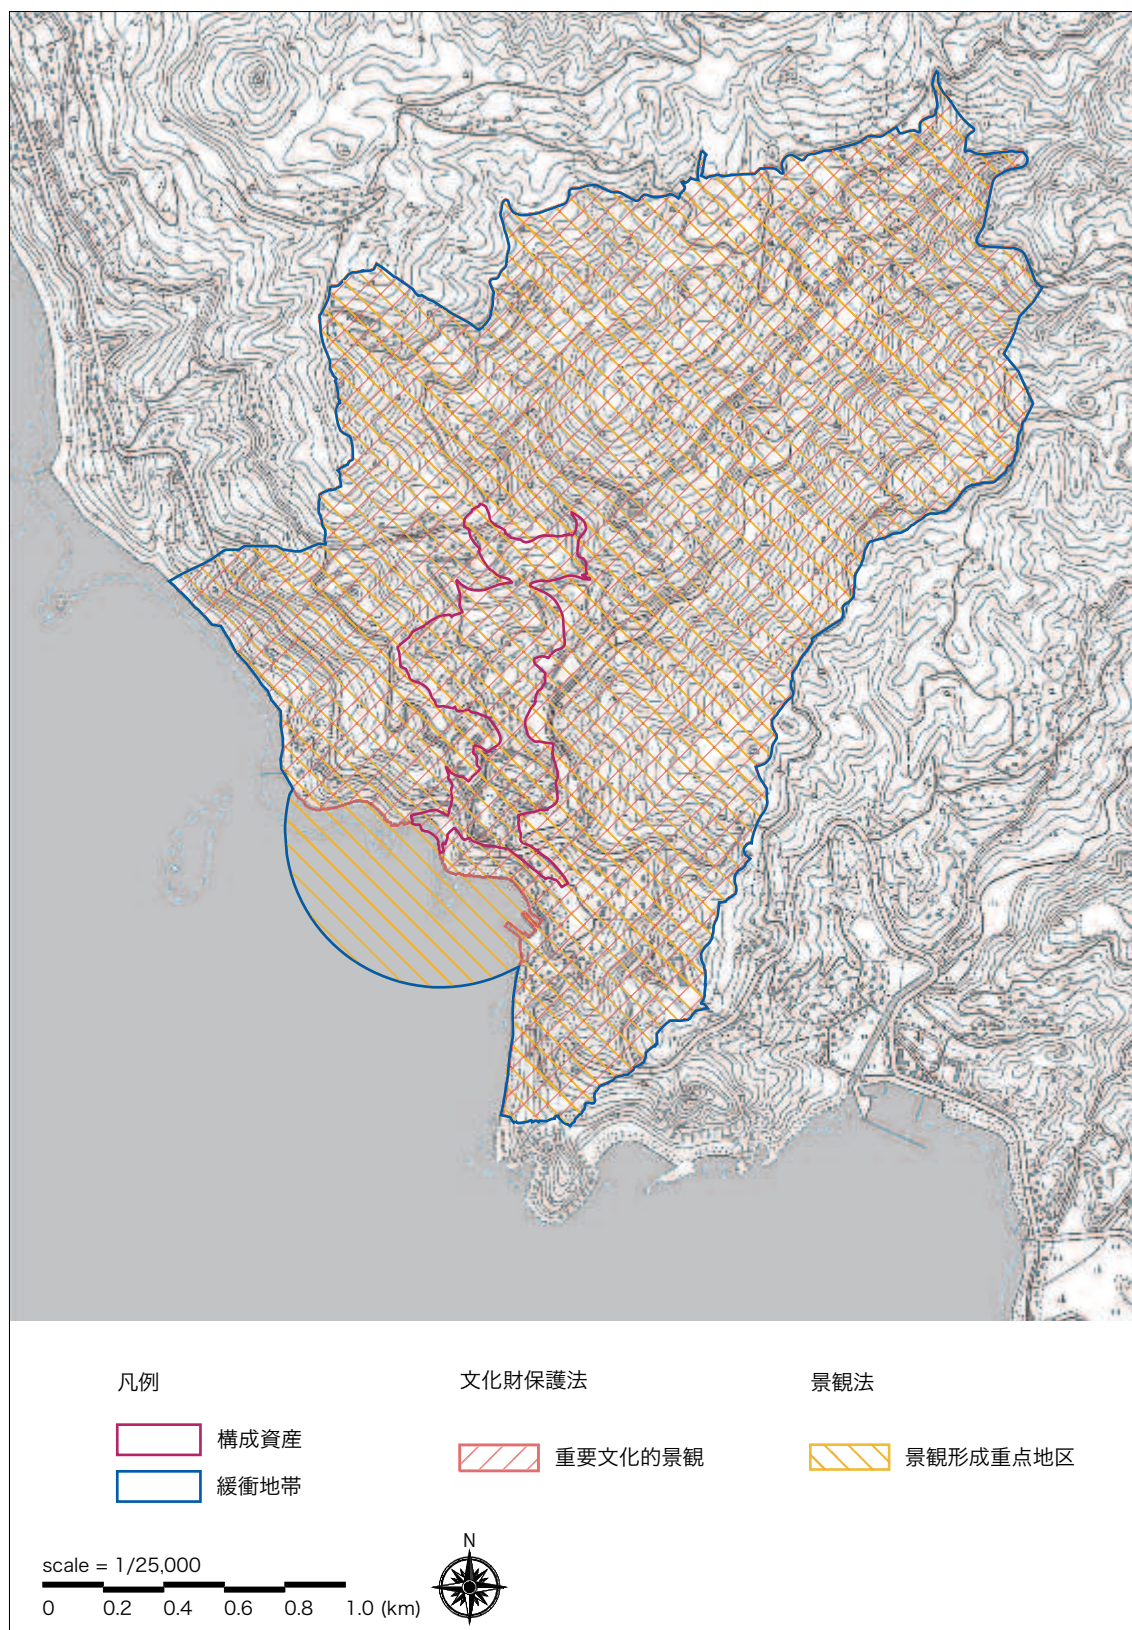 凡例
文化財保護法
景観法
構成資産
緩衝地帯
重要文化的景観
景観形成重点地区
scale = 1/25,000
0 0.2 0.4 0.6 0.8 1.0 (km)
N